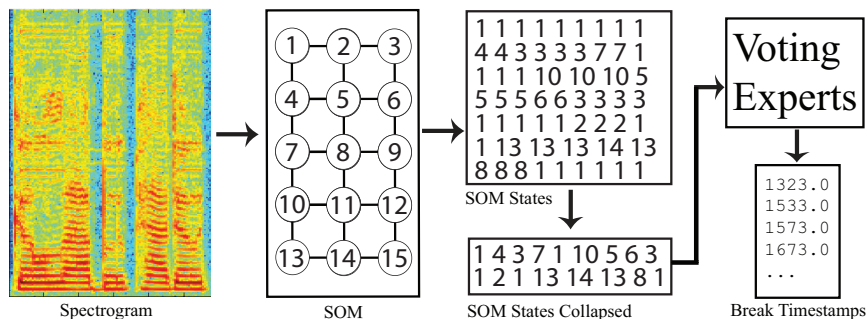 1 2 3
4 5 6
7 8 9
10 11 12
13 14 15
1 1 1 1 1 1 1 1 1
4 4 3 3 3 3 7 7 1
1 1 1 10 10 10 5
5 5 5 6 6 3 3 3 3
1 1 1 1 1 2 2 2 1
1 13 13 13 14 13
8 8 8 1 1 1 1 1 1
SOM States
1 4 3 7 1 10 5 6 3
1 2 1 13 14 13 8 1
Voting
Experts
1323.0
1533.0
1573.0
1673.0
...
Spectrogram
SOM
SOM States Collapsed
Break Timestamps